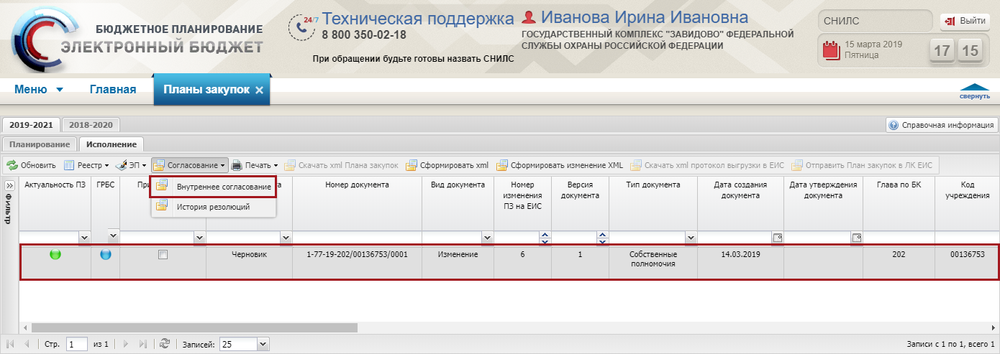 БЮДЖЕТНОЕ ПЛАНИРОВАНИЕ
ЭЛЕКТРОННЫЙ БЮДЖЕТ
24/7 Техническая поддержка
8 800 350-02-18
При обращении будьте готовы назвать СНИЛС
Иванова Ирина Ивановна
ГОСУДАРСТВЕННЫЙ КОМПЛЕКС "ЗАВИДОВО" ФЕДЕРАЛЬНОЙ
СЛУЖБЫ ОХРАНЫ РОССИЙСКОЙ ФЕДЕРАЦИИ
СНИЛС Выйти
15 марта 2019
Пятница
17 15
Меню Главная Планы закупок
свернуть
2019-2021 2018-2020 Справочная информация
Планирование Исполнение
Обновить Реестр ЭП Согласование Печать Скачать xml Плана закупок Сформировать xml Сформировать изменение XML Скачать xml протокол выгрузки в ЕИС Отправить План закупок в ЛК ЕИС
Внутреннее согласование
История резолюций
Фильтр
Актуальность ПЗ ГРБС Номер документа Вид документа Номер
изменения
ПЗ на ЕИС
Версия
документа
Тип документа
Дата создания
документа
Дата утверждения
документа
Глава по БК
Код
учреждения
Черновик 1-77-19-202/00136753/0001 Изменение 6 1 Собственные
полномочия
14.03.2019 202 00136753
Стр. 1 из 1 Записей: 25 Записи с 1 по 1, всего 1